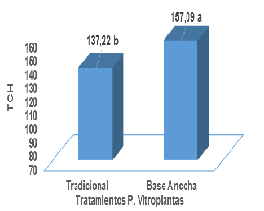 157,09 a
137,22 b
160
150
140
130
120
110
100
90
80
70
TCH
Tradicional
Base Ancha
Tratamientos P. Vitroplantas